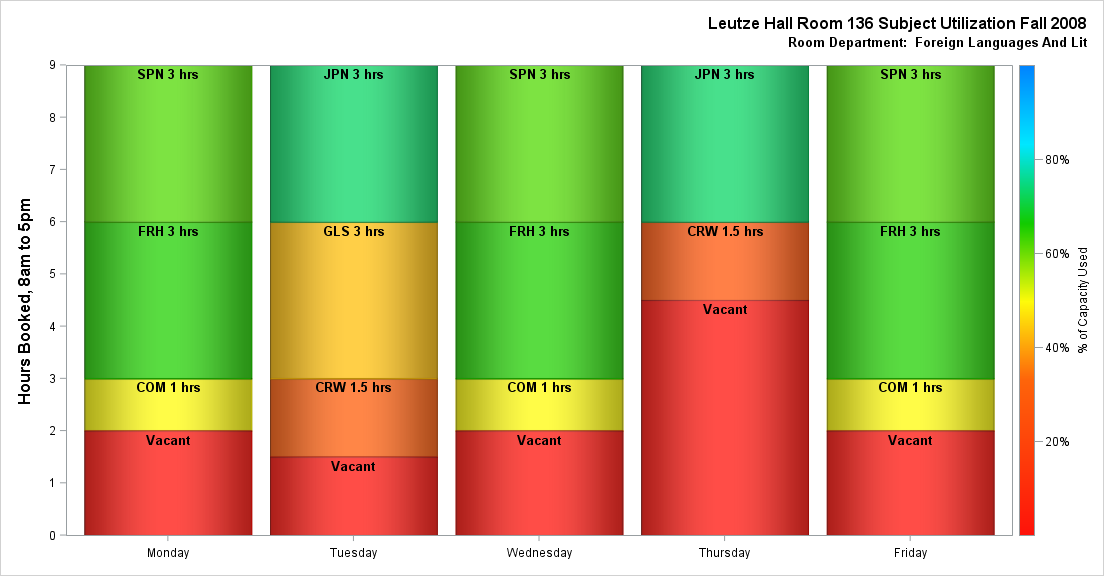 Leutze Hall Room 136 Subject Utilization Fall 2008
Room Department:  Foreign Languages And Lit
Hours Booked, 8am to 5pm
9
8
7
6
5
4
3
2
1
0
SPN 3 hrs
FRH 3 hrs
COM 1 hrs
Vacant
JPN 3 hrs
GLS 3 hrs
CRW 1.5 hrs
Vacant
SPN 3 hrs
FRH 3 hrs
COM 1 hrs
Vacant
JPN 3 hrs
CRW 1.5 hrs
Vacant
SPN 3 hrs
FRH 3 hrs
COM 1 hrs
Vacant
Monday
Tuesday
Wednesday
Thursday
Friday
80%
60%
40%
20%
% of Capacity Used